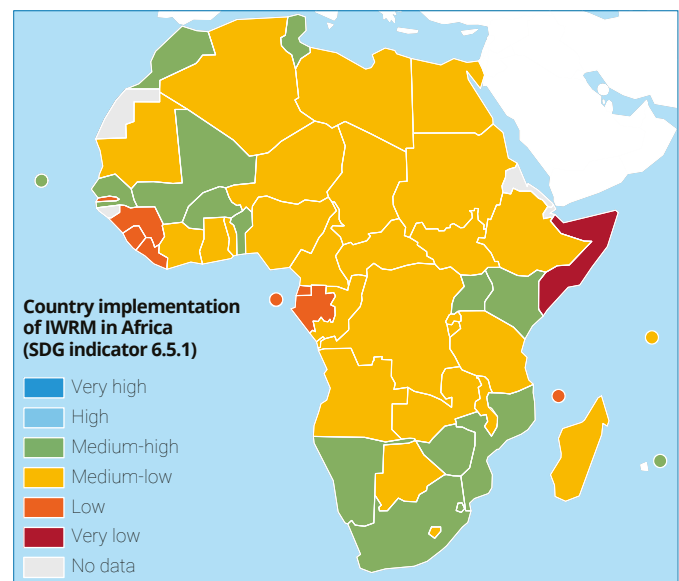 Country implementation
of IWRM in Africa
(SDG indicator 6.5.1)
Very high
High
Medium-high
Medium-low
Low
Very low
No data